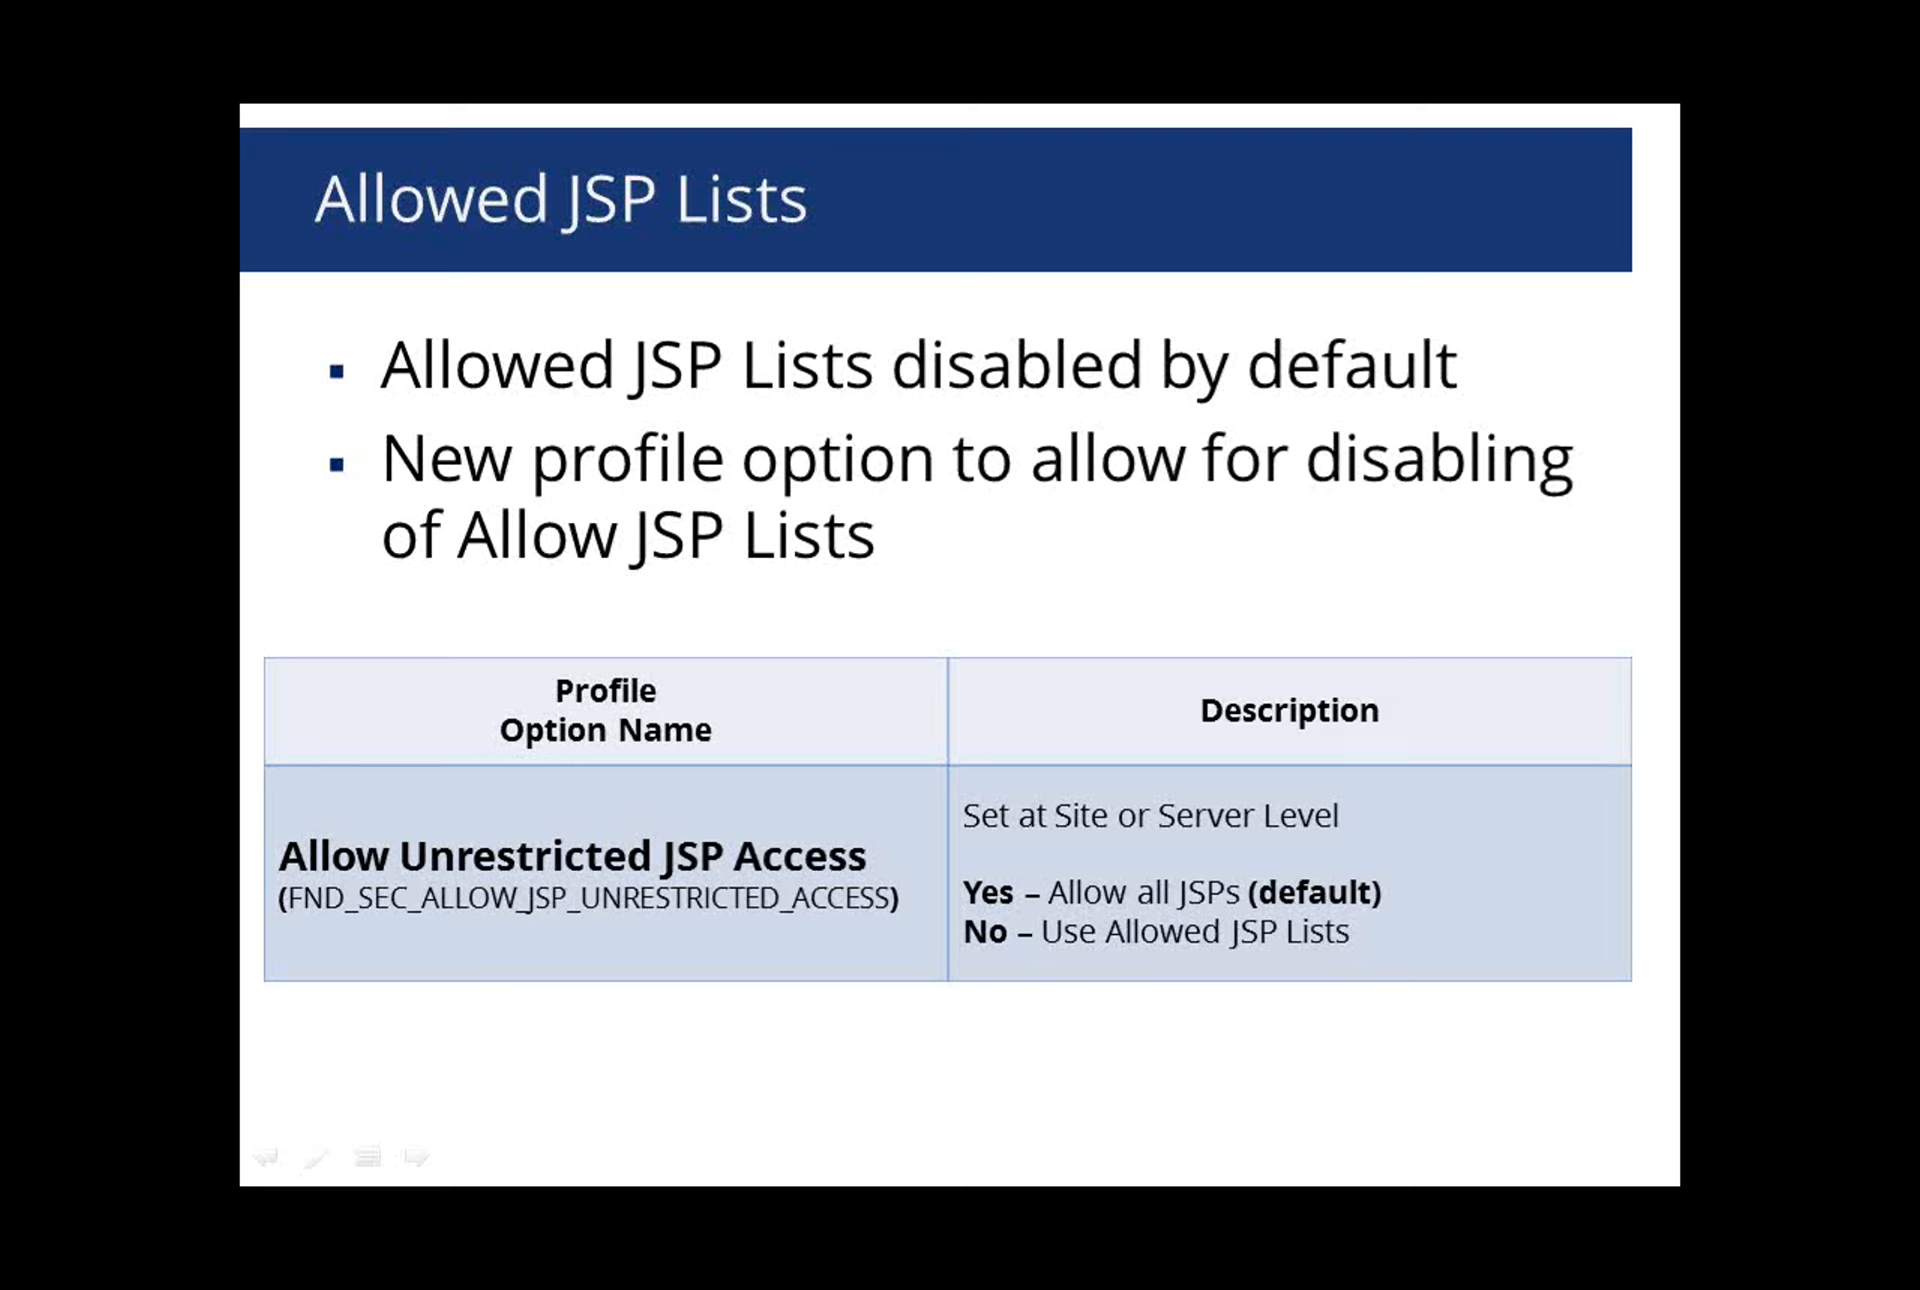 Allowed JSP Lists
▪ Allowed JSP Lists disabled by default
▪ New profile option to allow for disabling
of Allow JSP Lists
Profile
Option Name
Description
Allow Unrestricted JSP Access
(FND_SEC_ALLOW_JSP_UNRESTRICTED_ACCESS)
Set at Site or Server Level
Yes – Allow all JSPs (default)
No – Use Allowed JSP Lists